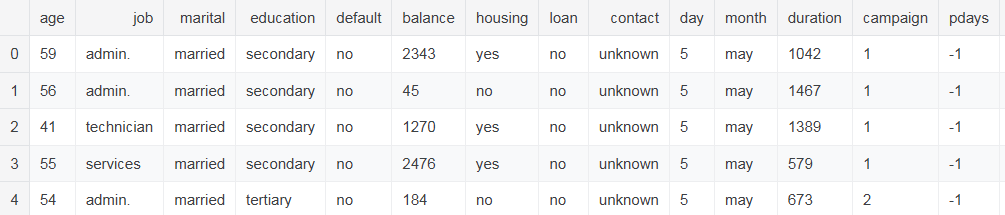 age job marital education default balance housing loan contact day month duration campaign pdays
0 59 admin. married secondary no 2343 yes no unknown 5 may 1042 1 -1
1 56 admin. married secondary no 45 no no unknown 5 may 1467 1 -1
2 41 technician married secondary no 1270 yes no unknown 5 may 1389 1 -1
3 55 services married secondary no 2476 yes no unknown 5 may 579 1 -1
4 54 admin. married tertiary no 184 no no unknown 5 may 673 2 -1